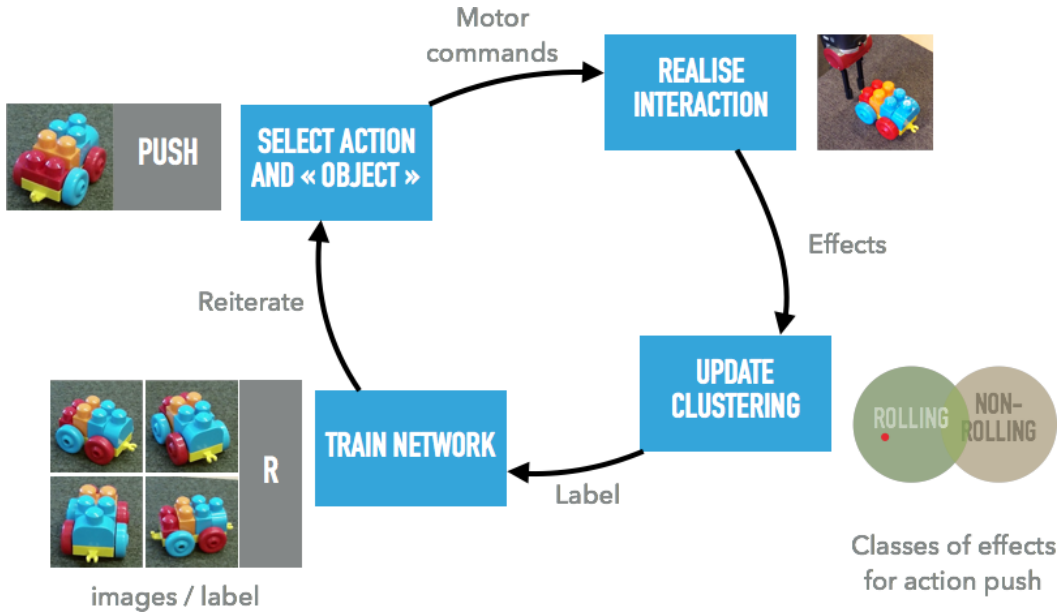 Motor
commands
REALISE
INTERACTION
PUSH
SELECT ACTION
AND « OBJECT »
Effects
Reiterate
UPDATE
CLUSTERING
ROLLING
NON-
ROLLING
TRAIN NETWORK
R
Label
Classes of effects
for action push
images / label